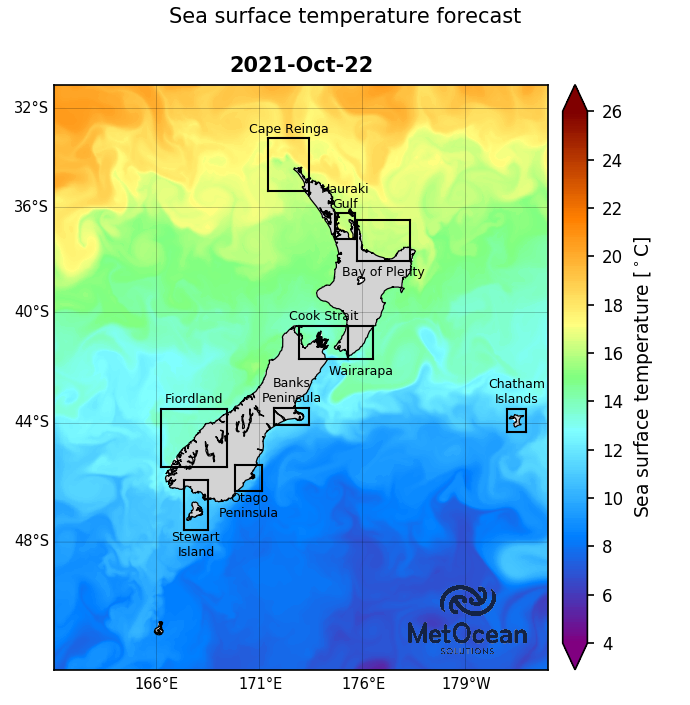 Sea surface temperature forecast
2021-Oct-22
32°S
36°S
40°S
44°S
48°S
Cape Reinga
Hauraki
Gulf
Bay of Plenty
Cook Strait
Wairarapa
Banks
Peninsula
Fiordland
Chatham
Islands
Otago
Peninsula
Stewart
Island
MetOcean
SOLUTIONS
166°E
171°E
176°E
179°W
26
24
22
20
18
16
14
12
10
8
6
4
Sea surface temperature [°C]